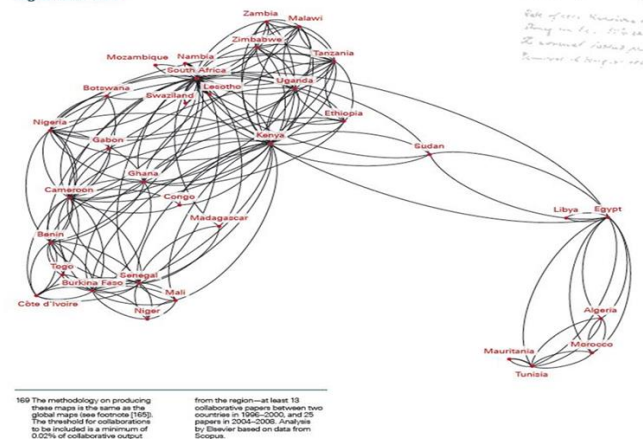 Zambia
Malawi
Zimbabwe
Tanzania
Mozambique
Nambia
South Africa
Uganda
Botswana
Lesotho
Swaziland
Ethiopia
Nigeria
Kenya
Gabon
Sudan
Ghana
Cameroon
Congo
Libya
Egypt
Madagascar
Benin
Togo
Senegal
Burkina Faso
Mali
Côte d'Ivoire
Niger
Algeria
Morocco
Mauritania
Tunisia
169 The methodology on producing
these maps is the same as the
global maps (see footnote [165]).
The threshold for collaborations
to be included is a minimum of
0.02% of collaborative output
from the region—at least 13
collaborative papers between two
countries in 1996–2000, and 25
papers in 2004–2008. Analysis
by Elsevier based on data from
Scopus.